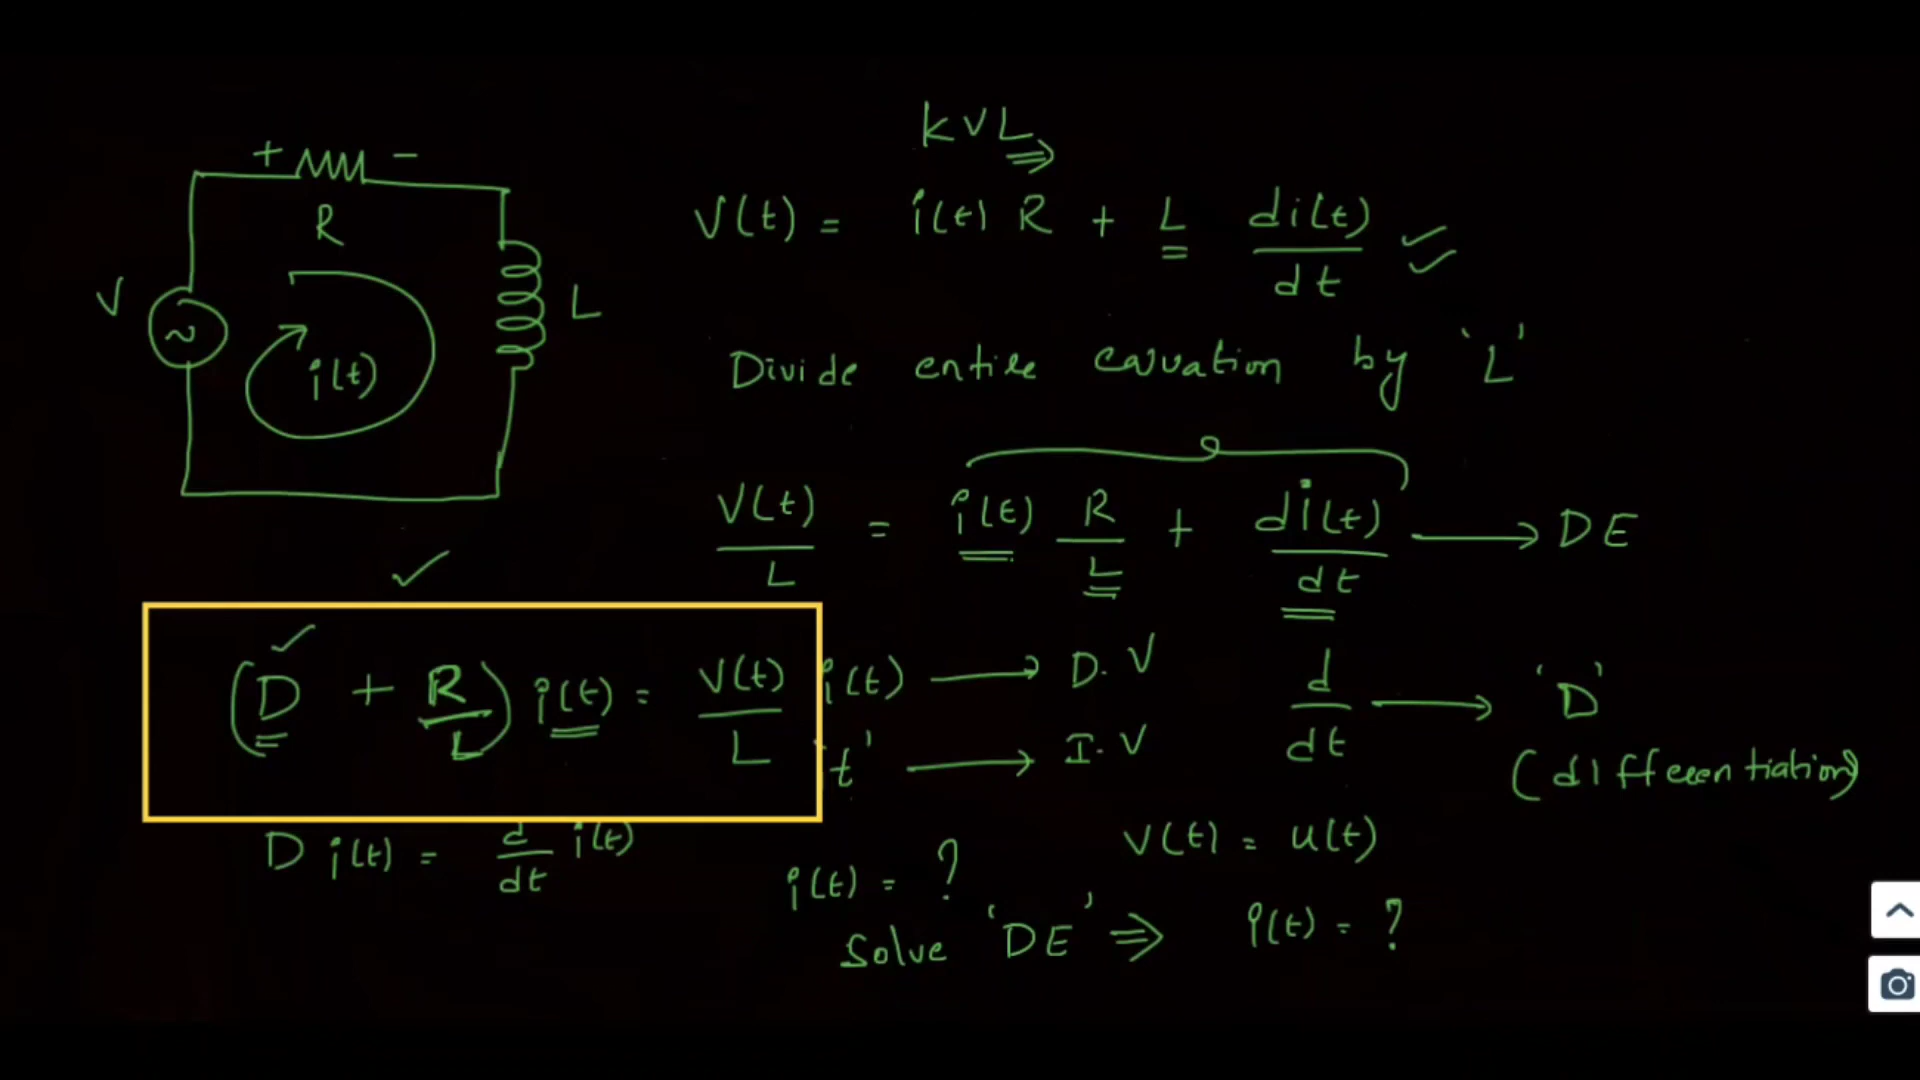 KVL ⇒
+ -
R
V
~
i(t)
L
V(t) = i(t) R + L di(t)/dt ✓✓
Divide entire equation by 'L'
V(t)/L = i(t) R/L + di(t)/dt → DE
✓
(D + R/L) i(t) = V(t)/L
i(t) → D.V
't' → I.V
d/dt → 'D'
(differentiation)
D i(t) = d/dt i(t)
V(t) = u(t)
i(t) = ?
Solve 'DE' ⇒ i(t) = ?